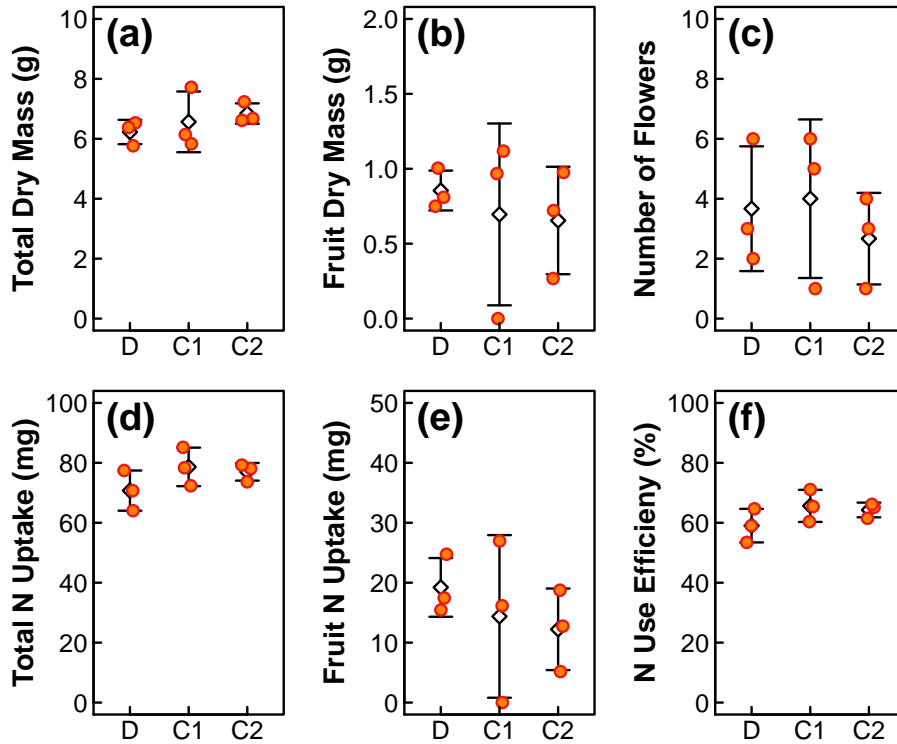 (a)
Total Dry Mass (g)
10
8
6
4
2
0
D C1 C2
(b)
Fruit Dry Mass (g)
2.0
1.5
1.0
0.5
0.0
D C1 C2
(c)
Number of Flowers
10
8
6
4
2
0
D C1 C2
(d)
Total N Uptake (mg)
100
80
60
40
20
0
D C1 C2
(e)
Fruit N Uptake (mg)
50
40
30
20
10
0
D C1 C2
(f)
N Use Efficieny (%)
100
80
60
40
20
0
D C1 C2